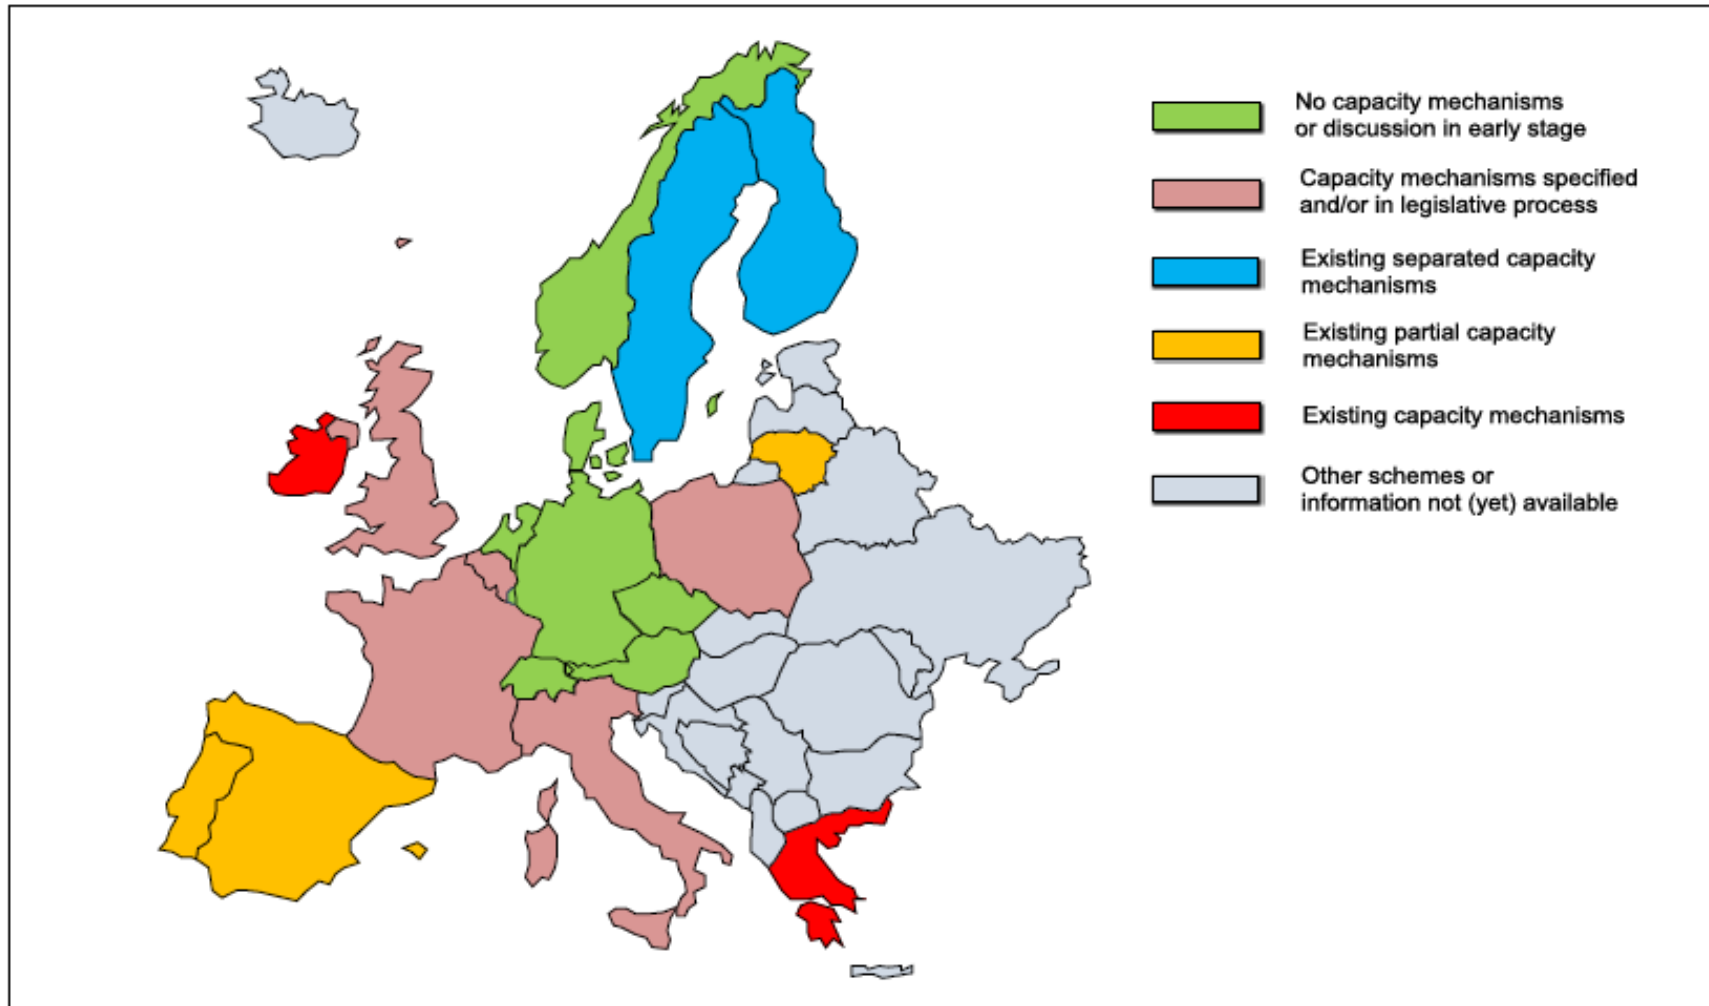 No capacity mechanisms
or discussion in early stage
Capacity mechanisms specified
and/or in legislative process
Existing separated capacity
mechanisms
Existing partial capacity
mechanisms
Existing capacity mechanisms
Other schemes or
information not (yet) available